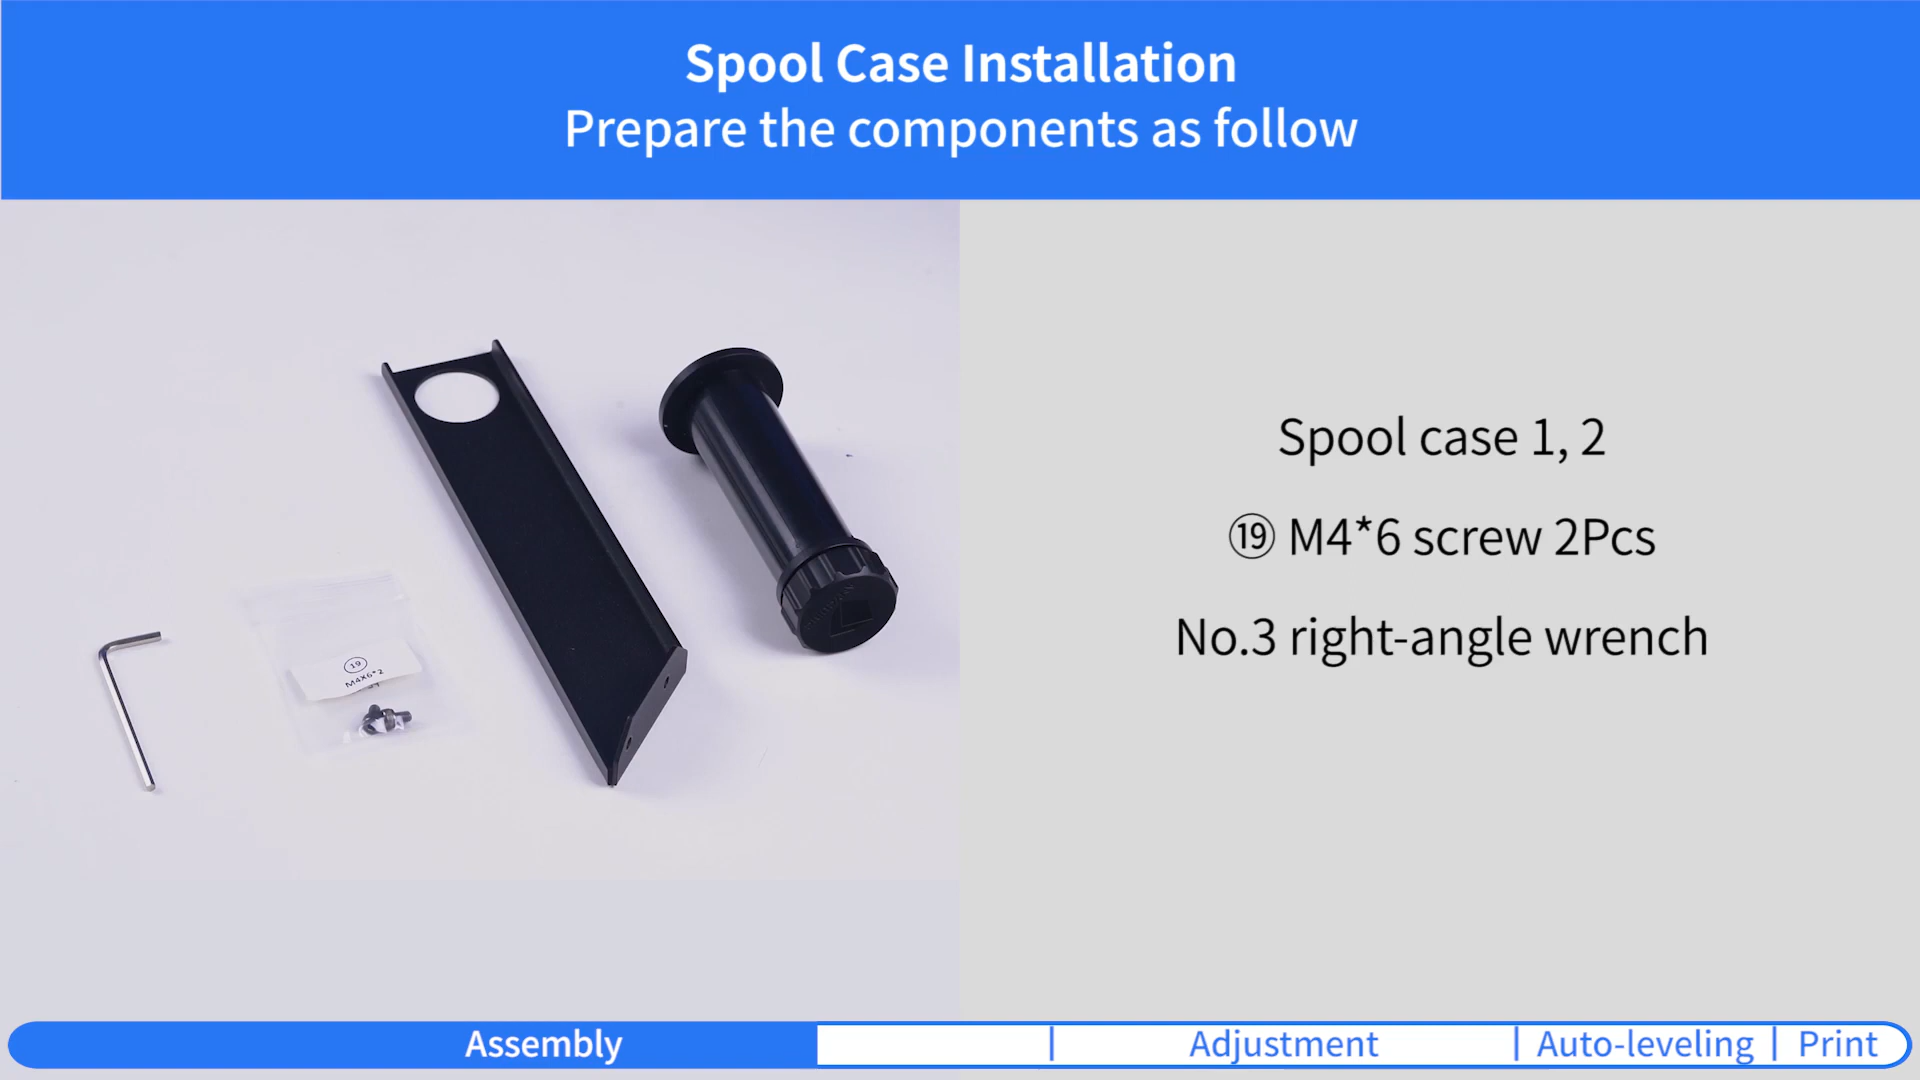 Spool Case Installation
Prepare the components as follow
Spool case 1, 2
⑲ M4*6 screw 2Pcs
No.3 right-angle wrench
⑲
M4X6*2
Assembly | Adjustment | Auto-leveling | Print